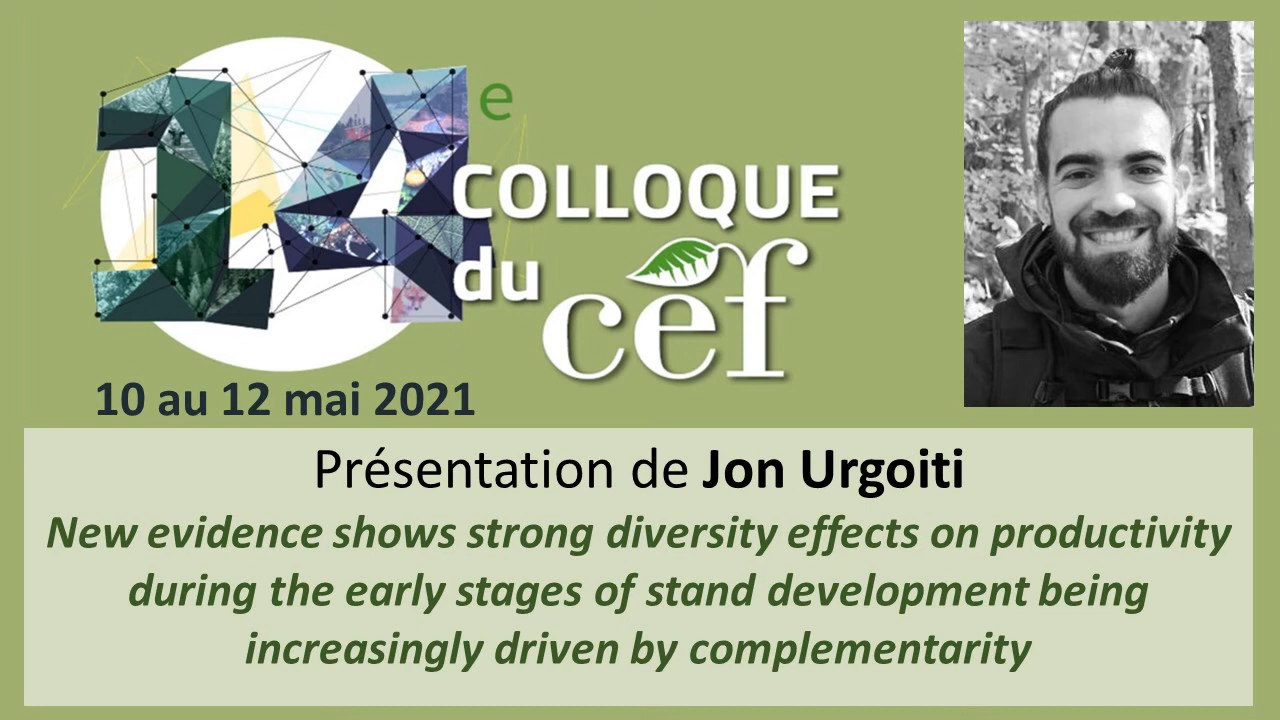 14e
COLLOQUE
du cef
10 au 12 mai 2021
Présentation de Jon Urgoiti
New evidence shows strong diversity effects on productivity
during the early stages of stand development being
increasingly driven by complementarity